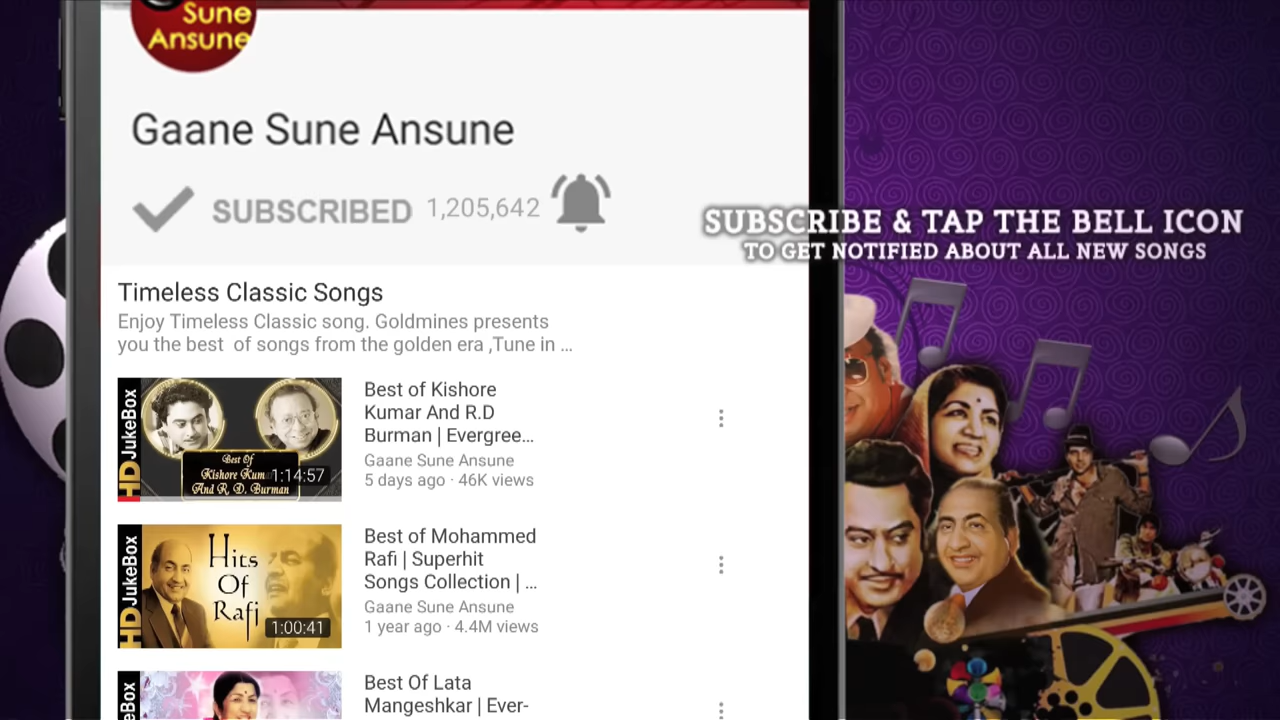 Sune
Ansune
Gaane Sune Ansune
SUBSCRIBED 1,205,642
SUBSCRIBE & TAP THE BELL ICON
TO GET NOTIFIED ABOUT ALL NEW SONGS
Timeless Classic Songs
Enjoy Timeless Classic song. Goldmines presents
you the best of songs from the golden era ,Tune in ...
HD JukeBox
Best Of
Kishore Kum
And R. D. Burman
1:14:57
Best of Kishore
Kumar And R.D
Burman | Evergree...
Gaane Sune Ansune
5 days ago · 46K views
HD JukeBox
Hits
Of
Rafi
1:00:41
Best of Mohammed
Rafi | Superhit
Songs Collection | ...
Gaane Sune Ansune
1 year ago · 4.4M views
eBox
Best Of Lata
Mangeshkar | Ever-